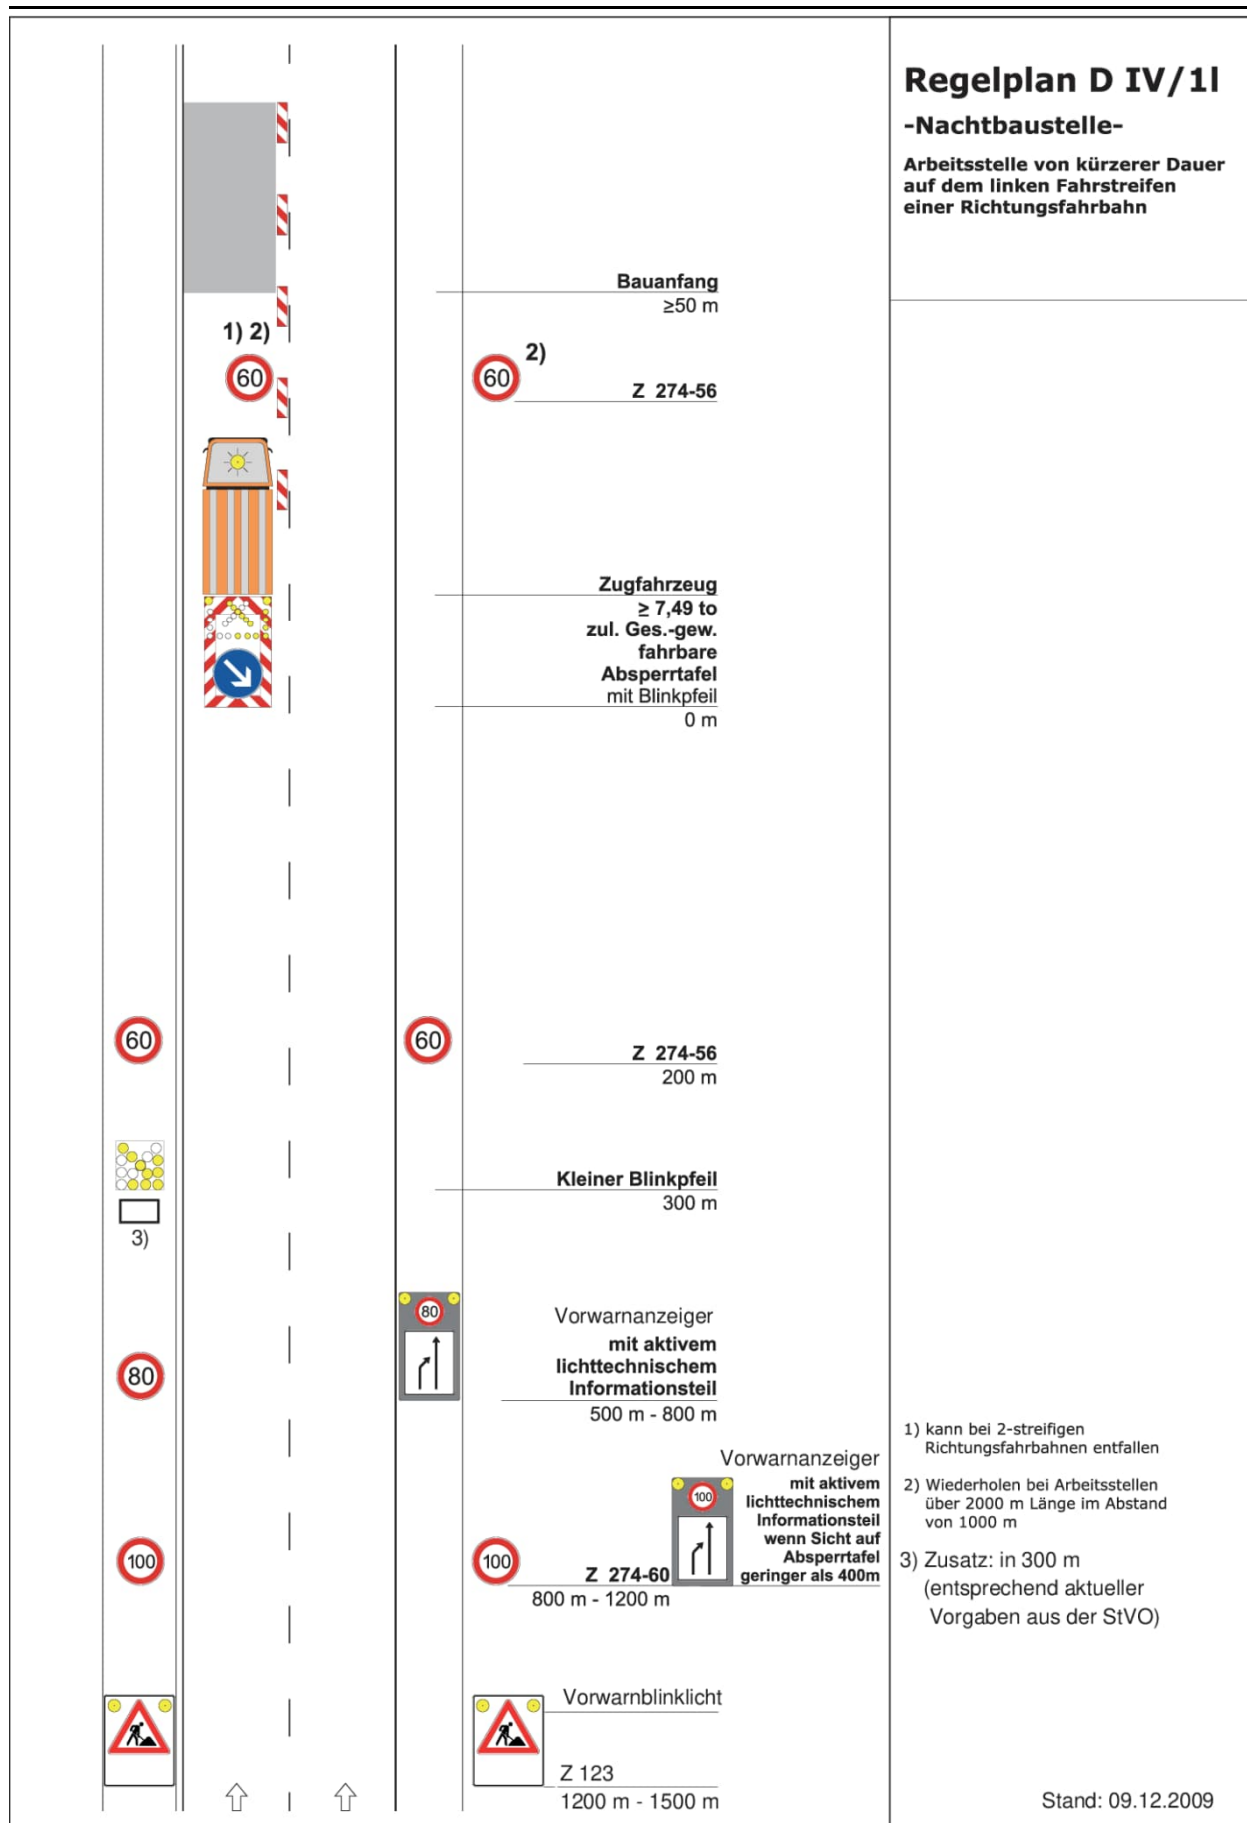 Regelplan D IV/1l
-Nachtbaustelle-
Arbeitsstelle von kürzerer Dauer
auf dem linken Fahrstreifen
einer Richtungsfahrbahn
Bauanfang
≥50 m
1) 2)
60
60
2)
Z 274-56
Zugfahrzeug
≥ 7,49 to
zul. Ges.-gew.
fahrbare
Absperrtafel
mit Blinkpfeil
0 m
60
60
Z 274-56
200 m
Kleiner Blinkpfeil
300 m
3)
80
80
Vorwarnanzeiger
mit aktivem
lichttechnischem
Informationsteil
500 m - 800 m
100
100
Z 274-60
800 m - 1200 m
100
Vorwarnanzeiger
mit aktivem
lichttechnischem
Informationsteil
wenn Sicht auf
Absperrtafel
geringer als 400m
Vorwarnblinklicht
Z 123
1200 m - 1500 m
1) kann bei 2-streifigen
Richtungsfahrbahnen entfallen
2) Wiederholen bei Arbeitsstellen
über 2000 m Länge im Abstand
von 1000 m
3) Zusatz: in 300 m
(entsprechend aktueller
Vorgaben aus der StVO)
Stand: 09.12.2009